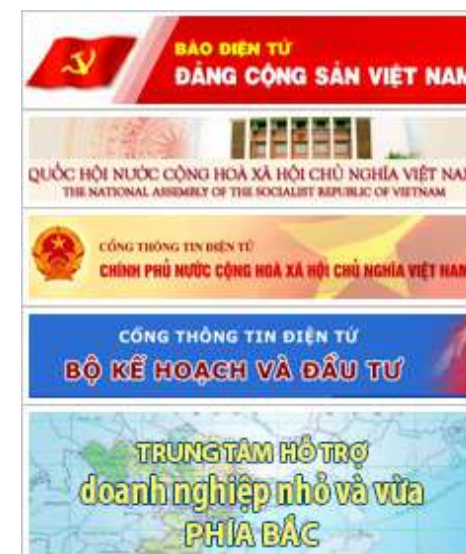 BÁO ĐIỆN TỬ
ĐẢNG CỘNG SẢN VIỆT NAM
QUỐC HỘI NƯỚC CỘNG HOÀ XÃ HỘI CHỦ NGHĨA VIỆT NA
THE NATIONAL ASSEMBLY OF THE SOCIALIST REPUBLIC OF VIETNAM
CỔNG THÔNG TIN ĐIỆN TỬ
CHÍNH PHỦ NƯỚC CỘNG HOÀ XÃ HỘI CHỦ NGHĨA VIỆT NAM
CỔNG THÔNG TIN ĐIỆN TỬ
BỘ KẾ HOẠCH VÀ ĐẦU TƯ
TRUNG TÂM HỖ TRỢ
doanh nghiệp nhỏ và vừa
PHÍA BẮC